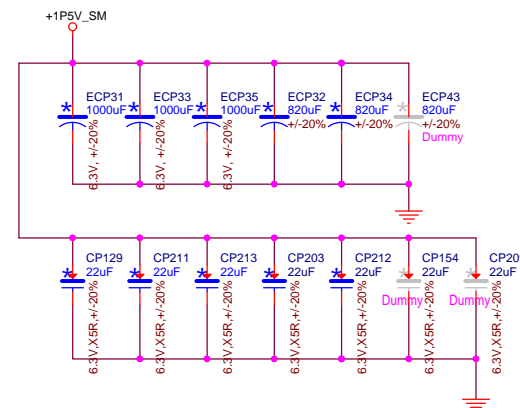 +1P5V_SM
ECP31
1000uF
6.3V, +/-20%
ECP33
1000uF
6.3V, +/-20%
ECP35
1000uF
6.3V, +/-20%
ECP32
820uF
+/-20%
ECP34
820uF
+/-20%
ECP43
820uF
+/-20%
Dummy
CP129
22uF
6.3V,X5R,+/-20%
CP211
22uF
6.3V,X5R,+/-20%
CP213
22uF
6.3V,X5R,+/-20%
CP203
22uF
6.3V,X5R,+/-20%
CP212
22uF
6.3V,X5R,+/-20%
CP154
22uF
Dummy
6.3V,X5R,+/-20%
22uF
Dummy
6.3V,X5R,+/-20%